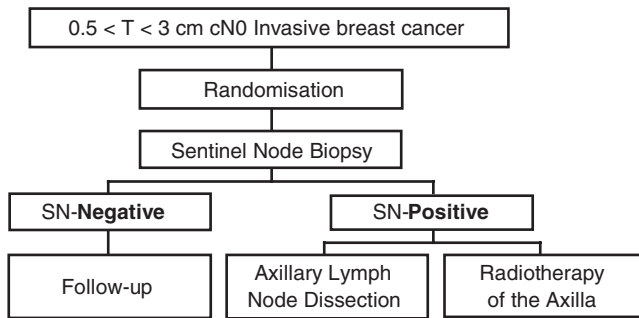 0.5 < T < 3 cm cN0 Invasive breast cancer
Randomisation
Sentinel Node Biopsy
SN-Negative
SN-Positive
Follow-up
Axillary Lymph
Node Dissection
Radiotherapy
of the Axilla